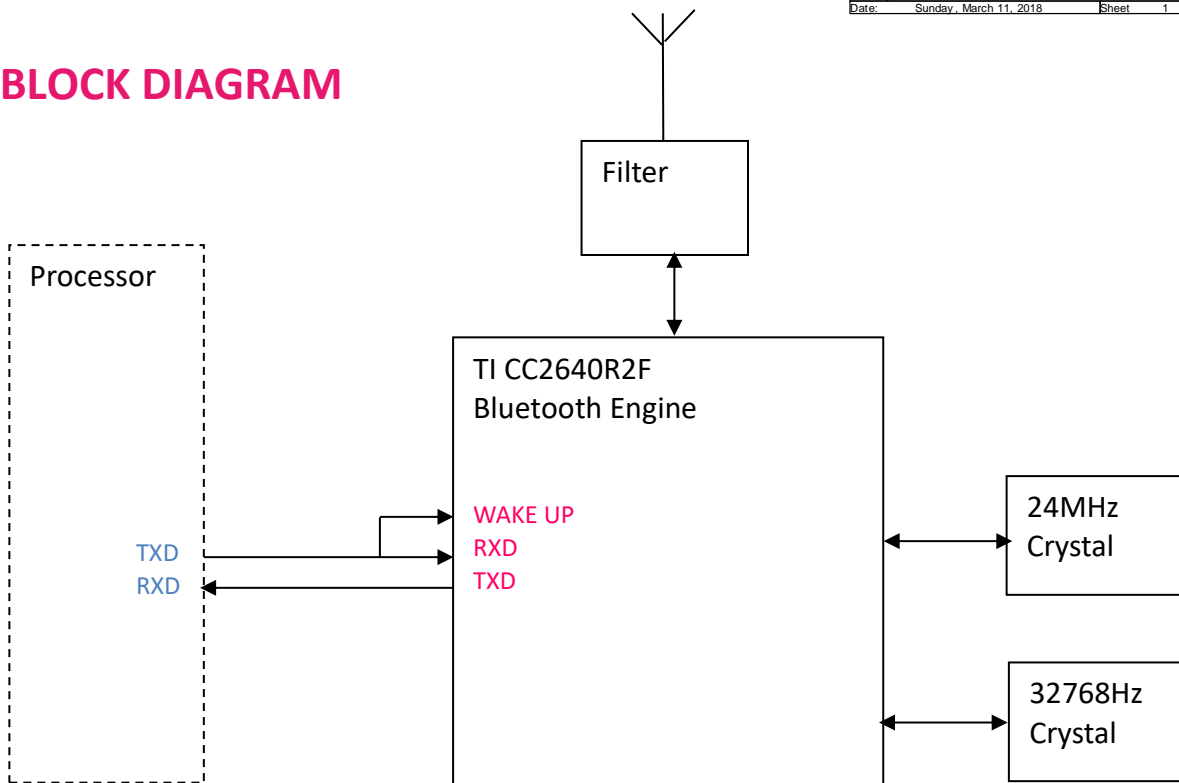 Date: Sunday, March 11, 2018 Sheet 1
BLOCK DIAGRAM
Filter
Processor
TI CC2640R2F
Bluetooth Engine
WAKE UP
RXD
TXD
TXD
RXD
24MHz
Crystal
32768Hz
Crystal